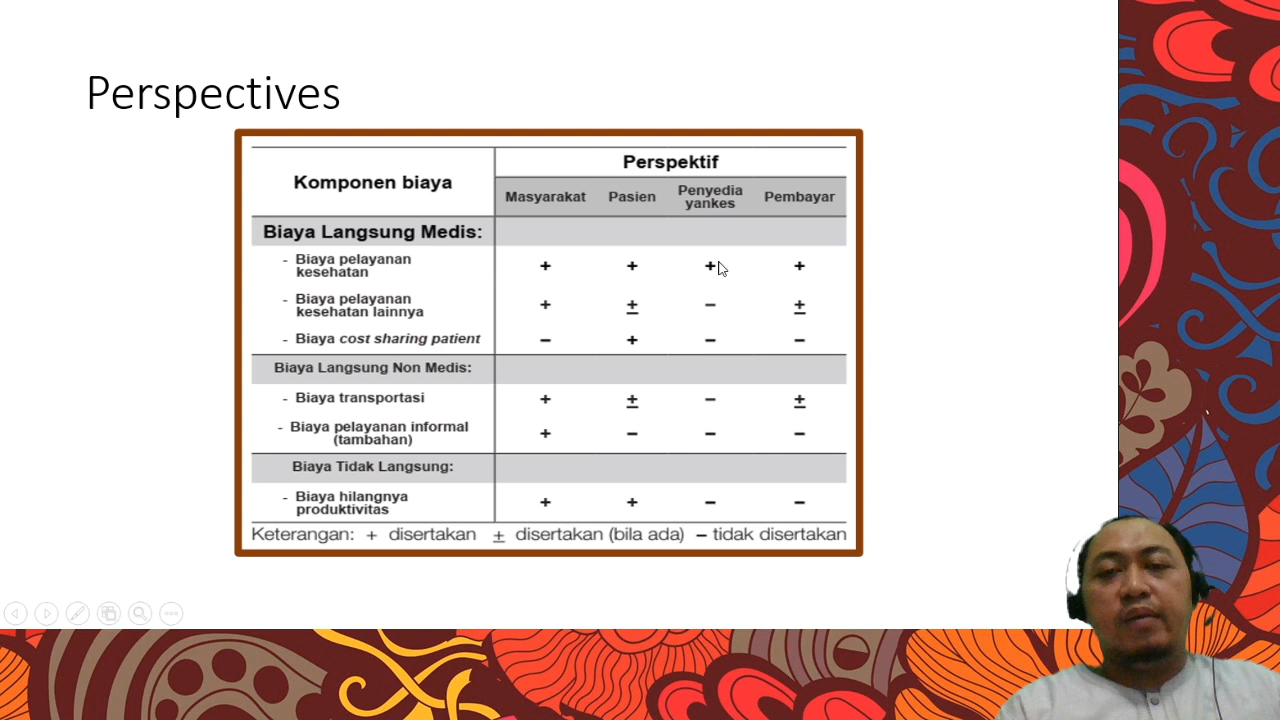 Perspectives
Komponen biaya
Perspektif
Masyarakat Pasien Penyedia yankes Pembayar
Biaya Langsung Medis:
- Biaya pelayanan
kesehatan + + + +
- Biaya pelayanan
kesehatan lainnya + ± – ±
- Biaya cost sharing patient – + – –
Biaya Langsung Non Medis:
- Biaya transportasi + ± – ±
- Biaya pelayanan informal
(tambahan) + – – –
Biaya Tidak Langsung:
- Biaya hilangnya
produktivitas + + – –
Keterangan: + disertakan ± disertakan (bila ada) – tidak disertakan